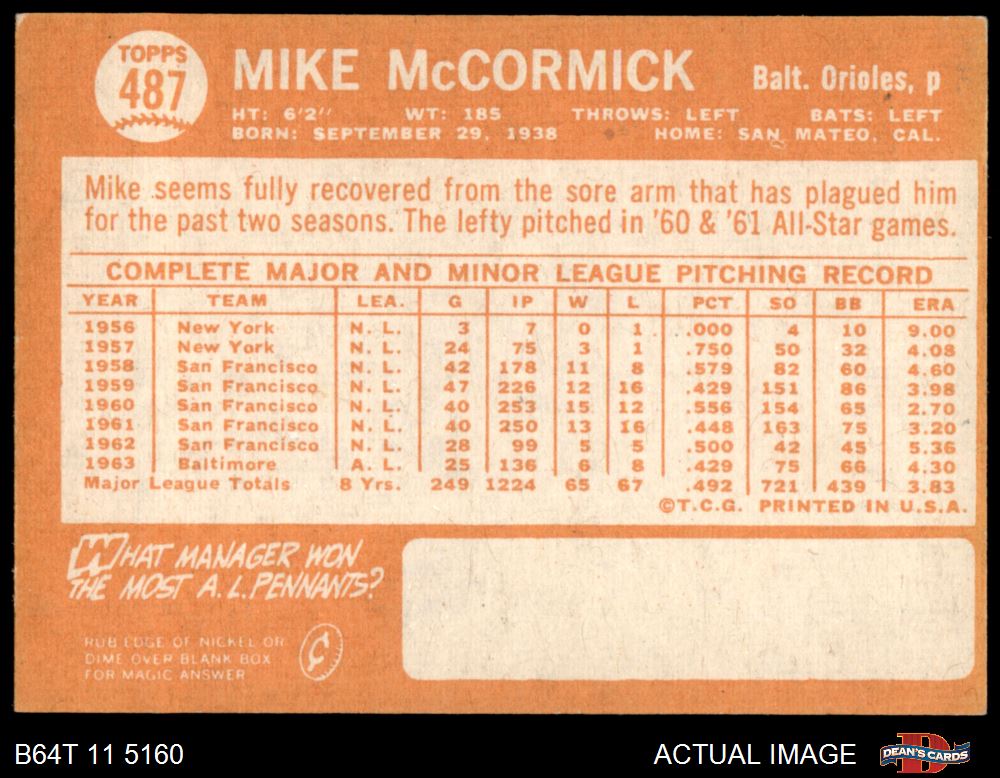 TOPPS
487
MIKE McCORMICK Balt. Orioles, p
HT: 6'2" WT: 185 THROWS: LEFT BATS: LEFT
BORN: SEPTEMBER 29, 1938 HOME: SAN MATEO, CAL.
Mike seems fully recovered from the sore arm that has plagued him
for the past two seasons. The lefty pitched in '60 & '61 All-Star games.
COMPLETE MAJOR AND MINOR LEAGUE PITCHING RECORD
YEAR TEAM LEA. G IP W L PCT SO BB ERA
1956 New York N. L. 3 7 0 1 .000 4 10 9.00
1957 New York N. L. 24 75 3 1 .750 50 32 4.08
1958 San Francisco N. L. 42 178 11 8 .579 82 60 4.60
1959 San Francisco N. L. 47 226 12 16 .429 151 86 3.98
1960 San Francisco N. L. 40 253 15 12 .556 154 65 2.70
1961 San Francisco N. L. 40 250 13 16 .448 163 75 3.20
1962 San Francisco N. L. 28 99 5 5 .500 42 45 5.36
1963 Baltimore A. L. 25 136 6 8 .429 75 66 4.30
Major League Totals 8 Yrs. 249 1224 65 67 .492 721 439 3.83
©T.C.G. PRINTED IN U.S.A.
WHAT MANAGER WON
THE MOST A.L. PENNANTS?
RUB EDGE OF NICKEL OR
DIME OVER BLANK BOX
FOR MAGIC ANSWER
¢
B64T 11 5160 ACTUAL IMAGE DEAN'S CARDS